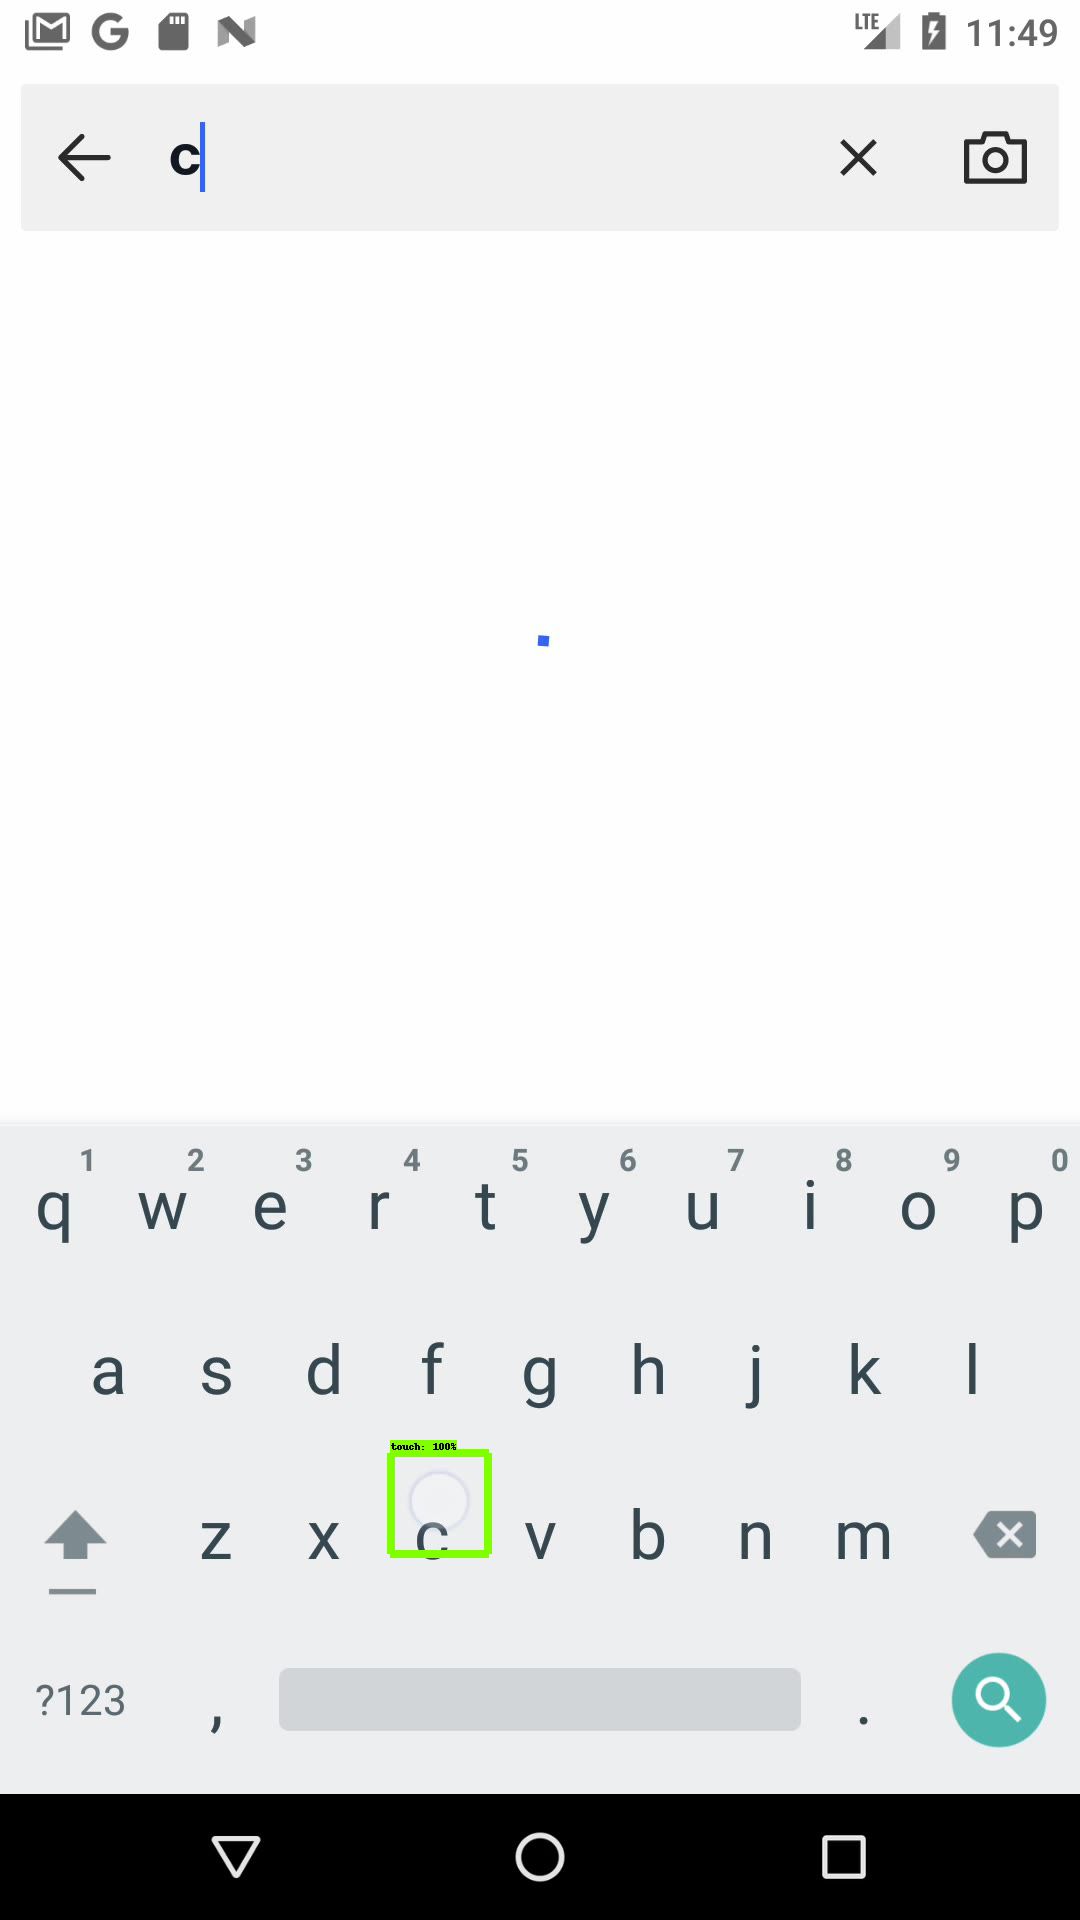 LTE 11:49
c
1 2 3 4 5 6 7 8 9 0
q w e r t y u i o p
a s d f g h j k l
touch: 100%
z x c v b n m
?123 , .